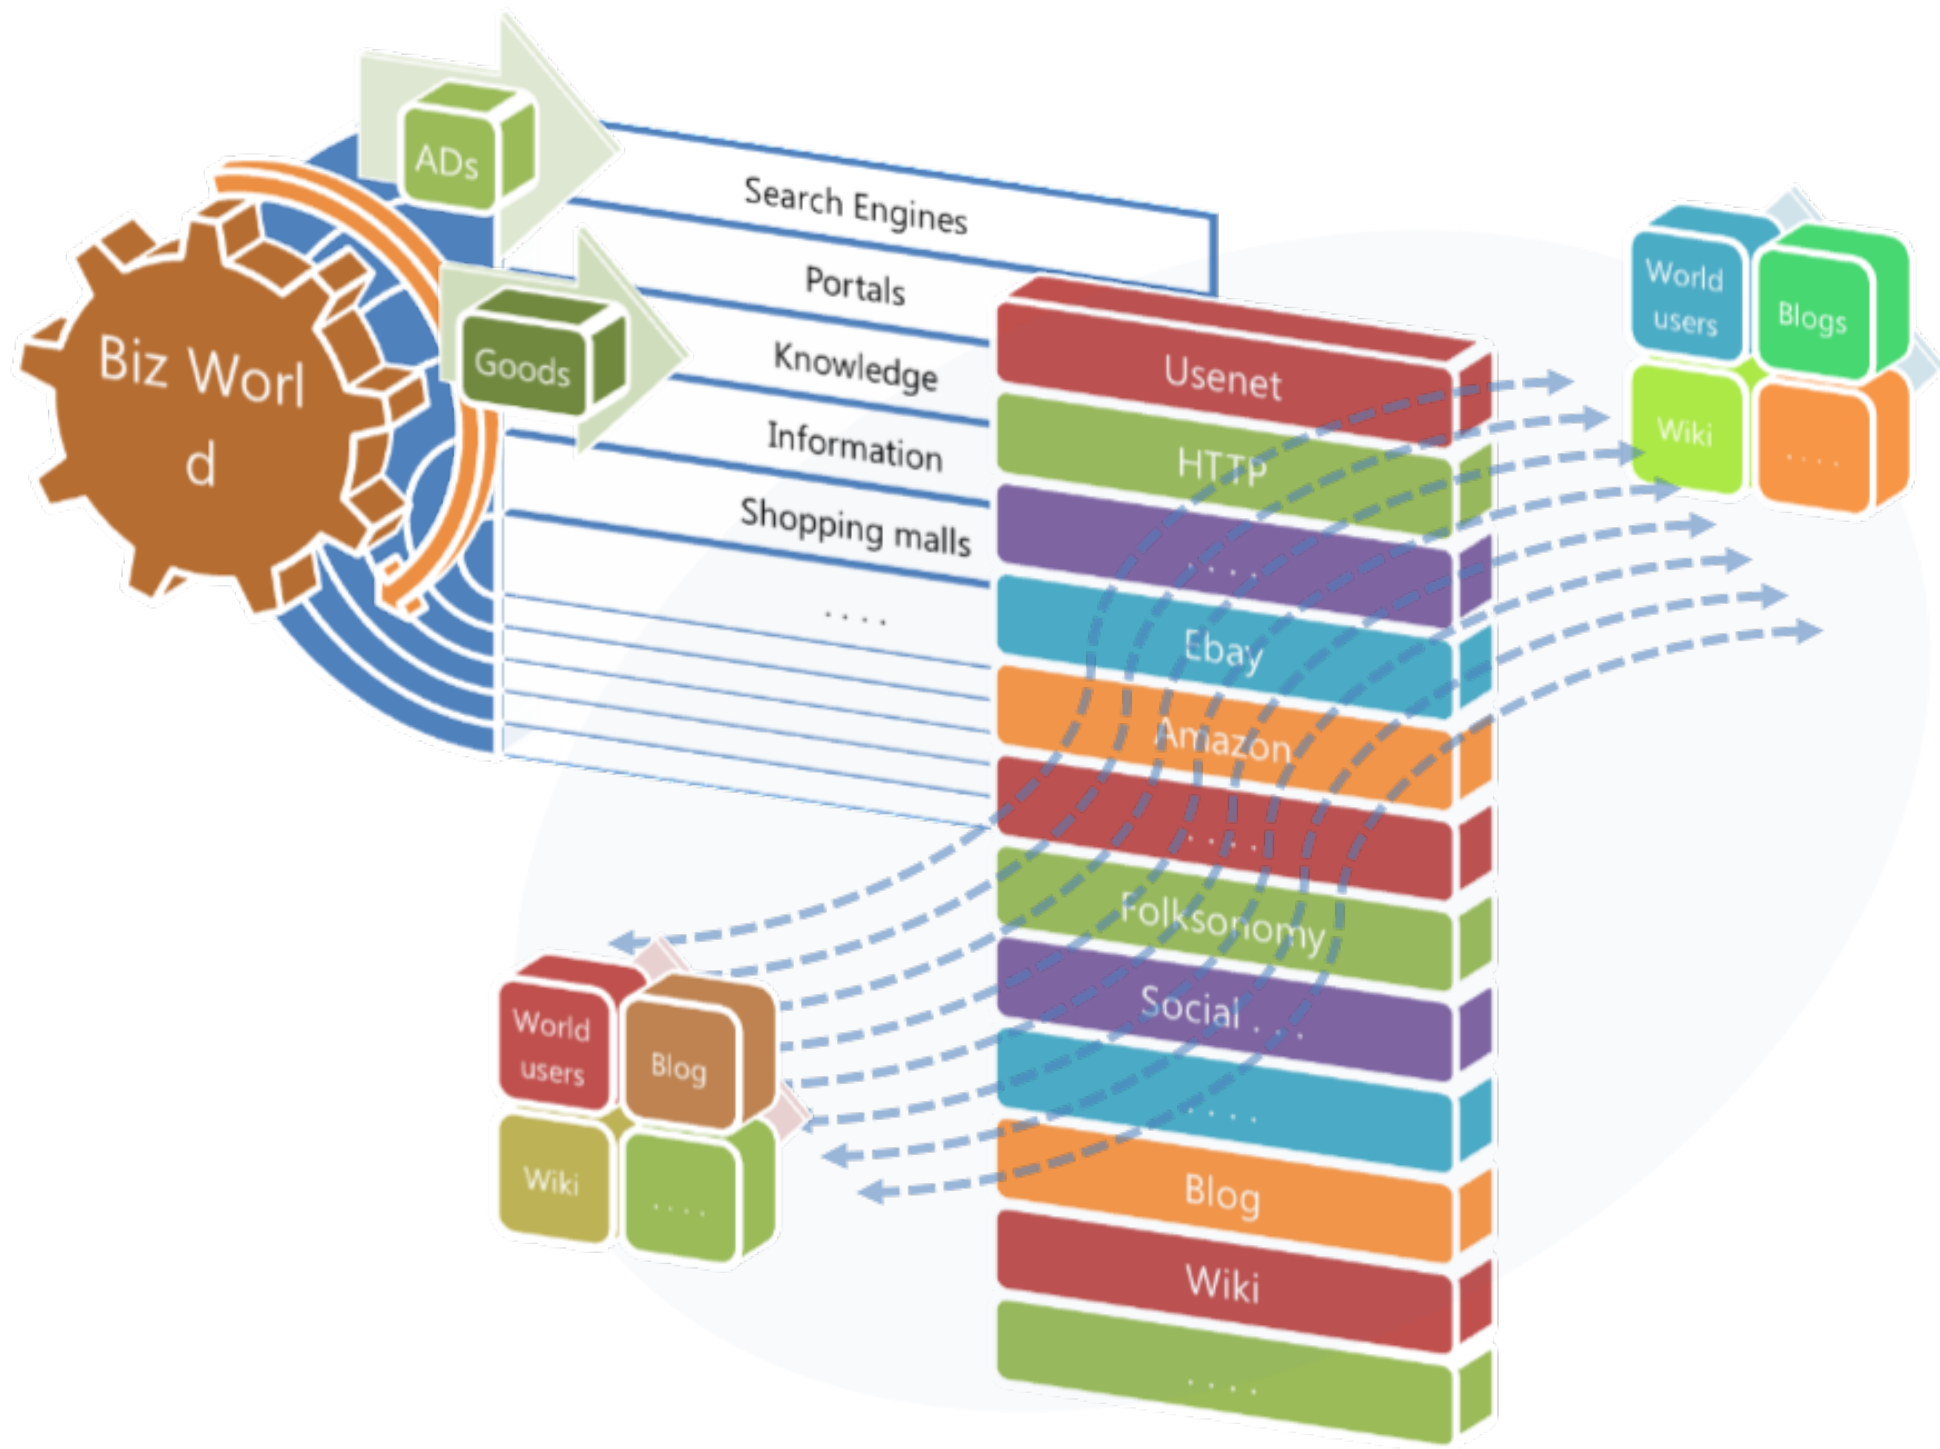 ADs
Biz Worl
d
Goods
Search Engines
Portals
Knowledge
Information
Shopping malls
. . . .
Usenet
HTTP
. . . .
Ebay
Amazon
. . . .
Folksonomy
Social . . .
. . . .
Blog
Wiki
. . . .
World
users
Blogs
Wiki
. . . .
World
users
Blog
Wiki
. . . .